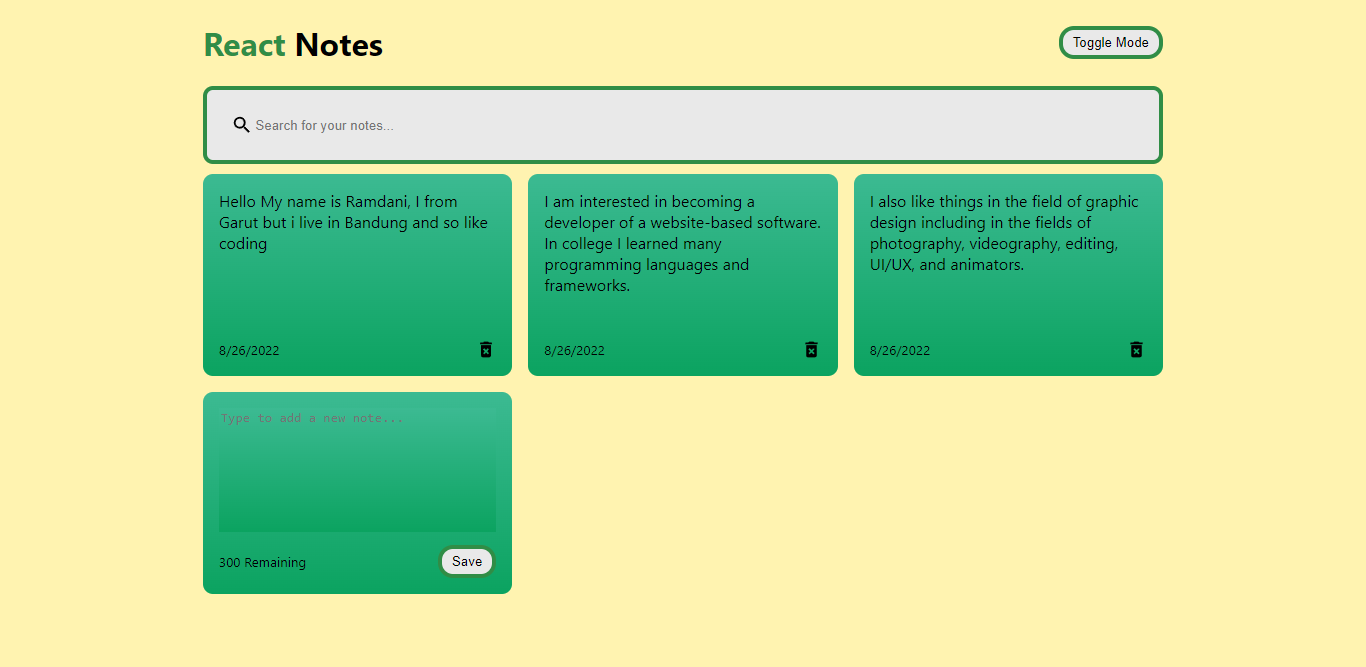 React Notes
Toggle Mode
Search for your notes...
Hello My name is Ramdani, I from
Garut but i live in Bandung and so like
coding
8/26/2022
I am interested in becoming a
developer of a website-based software.
In college I learned many
programming languages and
frameworks.
8/26/2022
I also like things in the field of graphic
design including in the fields of
photography, videography, editing,
UI/UX, and animators.
8/26/2022
Type to add a new note...
300 Remaining
Save